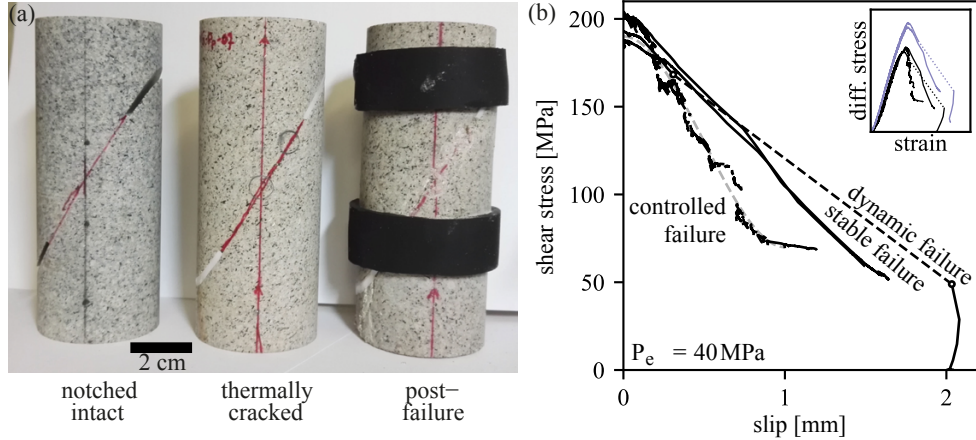 (a)
2 cm
notched
intact
thermally
cracked
post–
failure
(b)
shear stress [MPa]
200
150
100
50
0
controlled
failure
dynamic failure
stable failure
Pe = 40 MPa
0
1
2
slip [mm]
diff. stress
strain